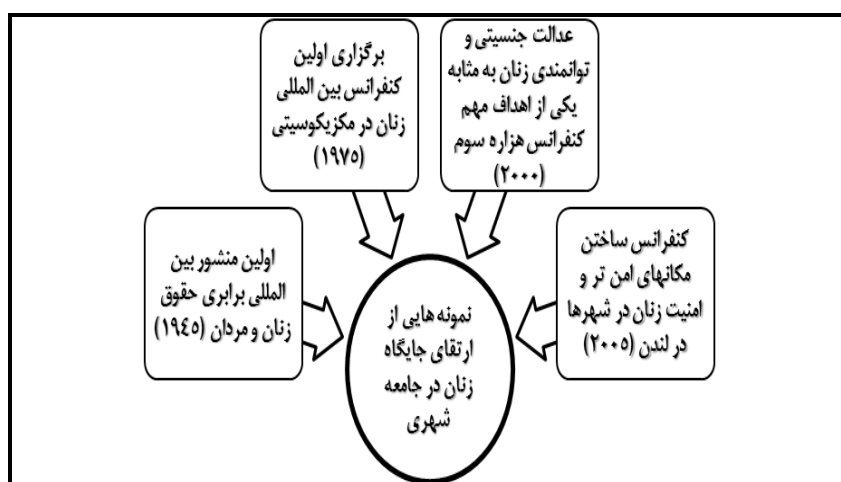 عدالت جنسیتی و
توانمندی زنان به مثابه
یکی از اهداف مهم
کنفرانس هزاره سوم
(۲۰۰۰)
برگزاری اولین
کنفرانس بین المللی
زنان در مکزیکوسیتی
(۱۹۷۵)
کنفرانس ساختن
مکانهای امن تر و
امنیت زنان در شهرها
در لندن (۲۰۰۵)
اولین منشور بین
المللی برابری حقوق
زنان و مردان (۱۹٤۵)
نمونه هایی از
ارتقای جایگاه
زنان در جامعه
شهری